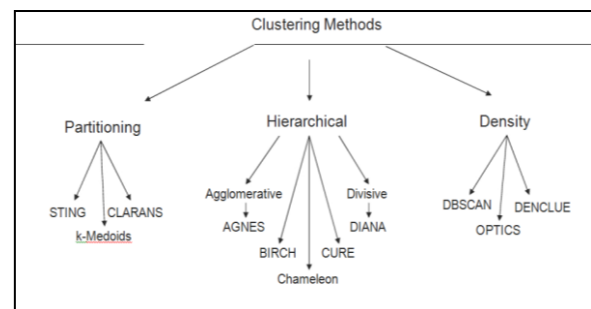 Clustering Methods
Partitioning
Hierarchical
Density
STING
CLARANS
k-Medoids
Agglomerative
Divisive
AGNES
DIANA
BIRCH
CURE
Chameleon
DBSCAN
DENCLUE
OPTICS